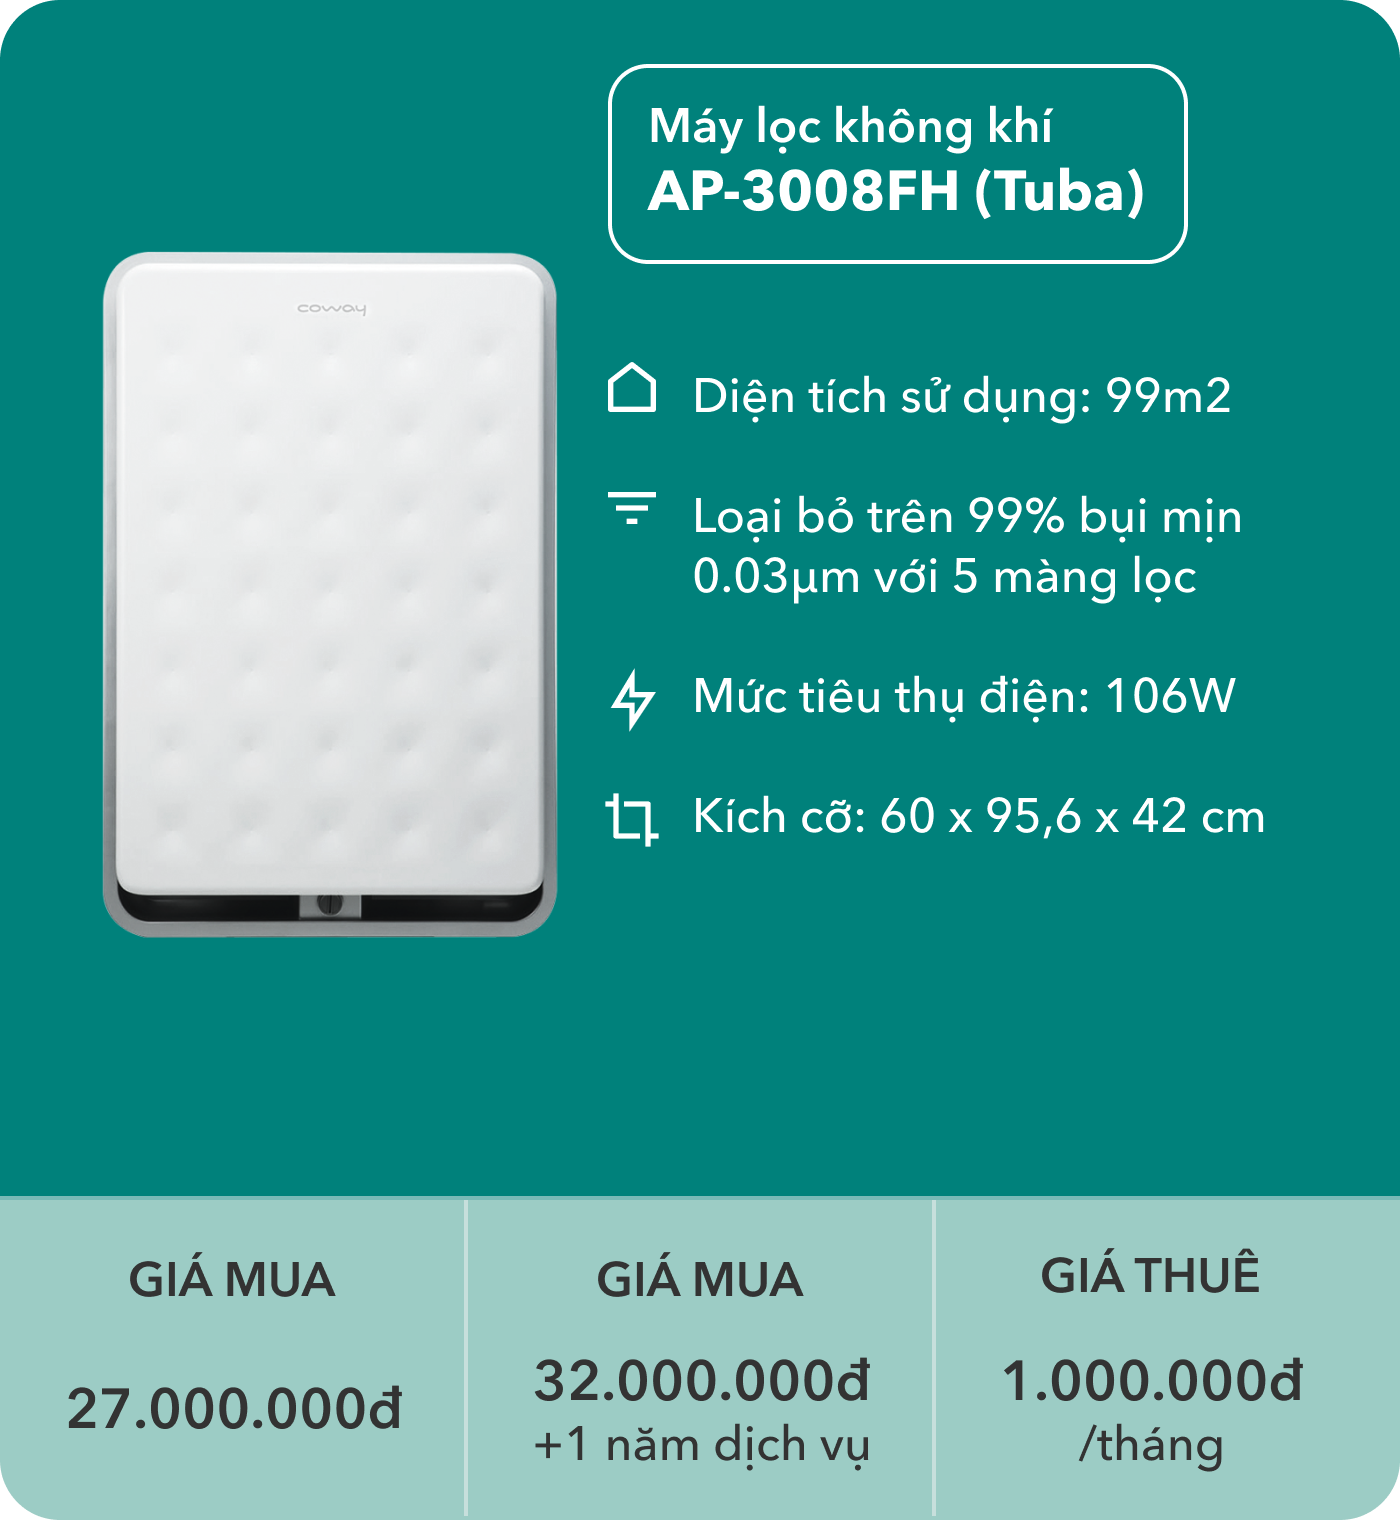 Máy lọc không khí
AP-3008FH (Tuba)
coway
Diện tích sử dụng: 99m2
Loại bỏ trên 99% bụi mịn
0.03µm với 5 màng lọc
Mức tiêu thụ điện: 106W
Kích cỡ: 60 x 95,6 x 42 cm
GIÁ MUA
27.000.000đ
GIÁ MUA
32.000.000đ
+1 năm dịch vụ
GIÁ THUÊ
1.000.000đ
/tháng